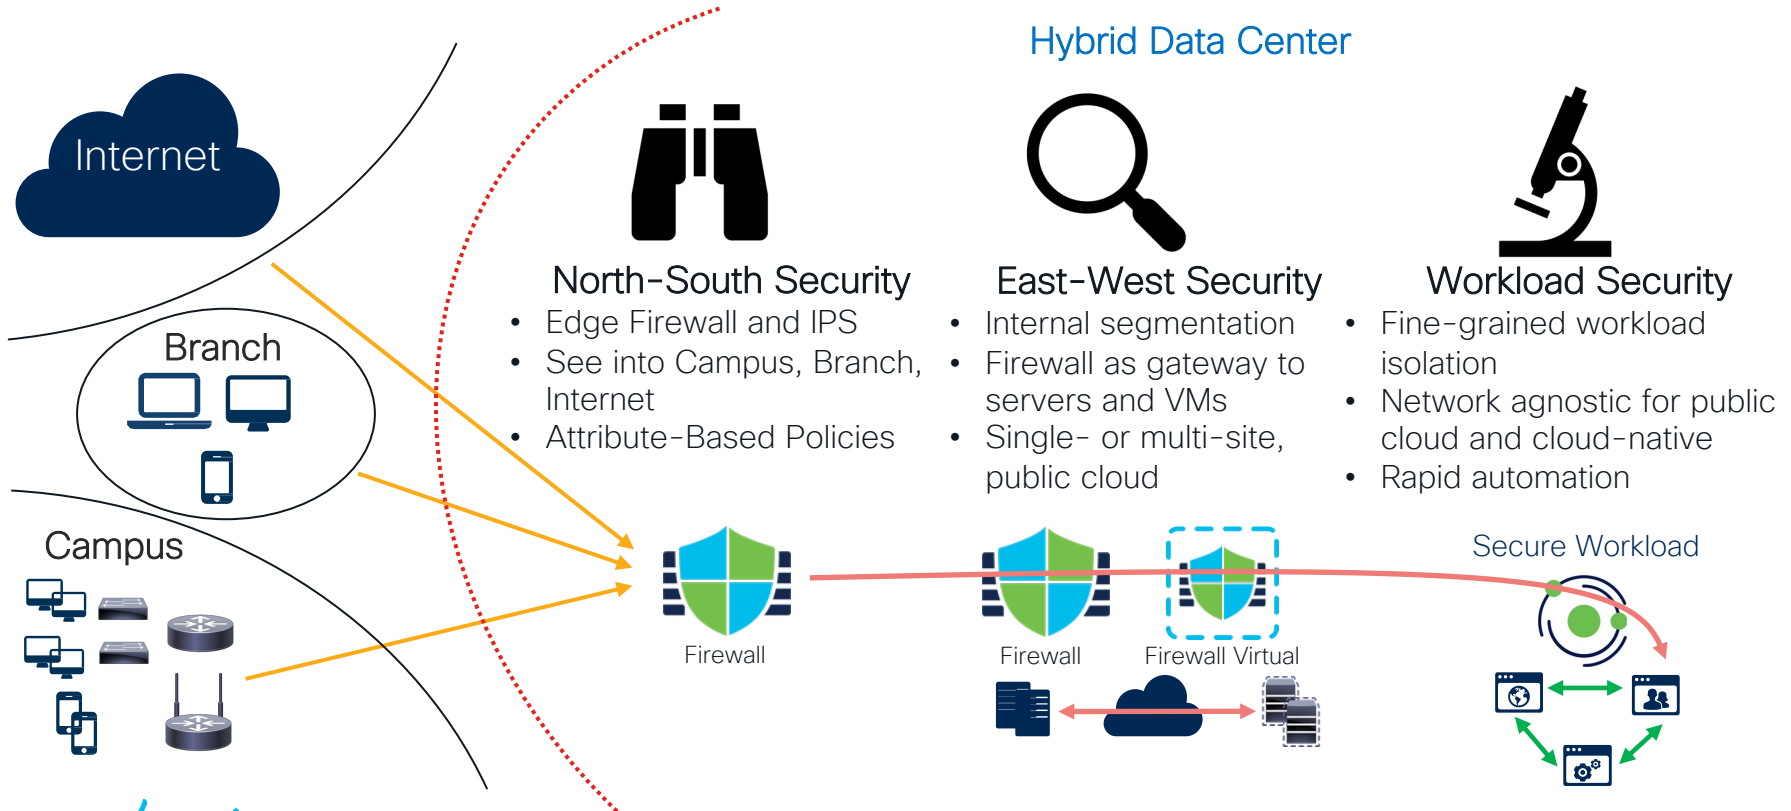 Hybrid Data Center
Internet
North-South Security
• Edge Firewall and IPS
• See into Campus, Branch,
Internet
• Attribute-Based Policies
East-West Security
• Internal segmentation
• Firewall as gateway to
servers and VMs
• Single- or multi-site,
public cloud
Workload Security
• Fine-grained workload
isolation
• Network agnostic for public
cloud and cloud-native
• Rapid automation
Branch
Campus
Firewall
Firewall
Firewall Virtual
Secure Workload